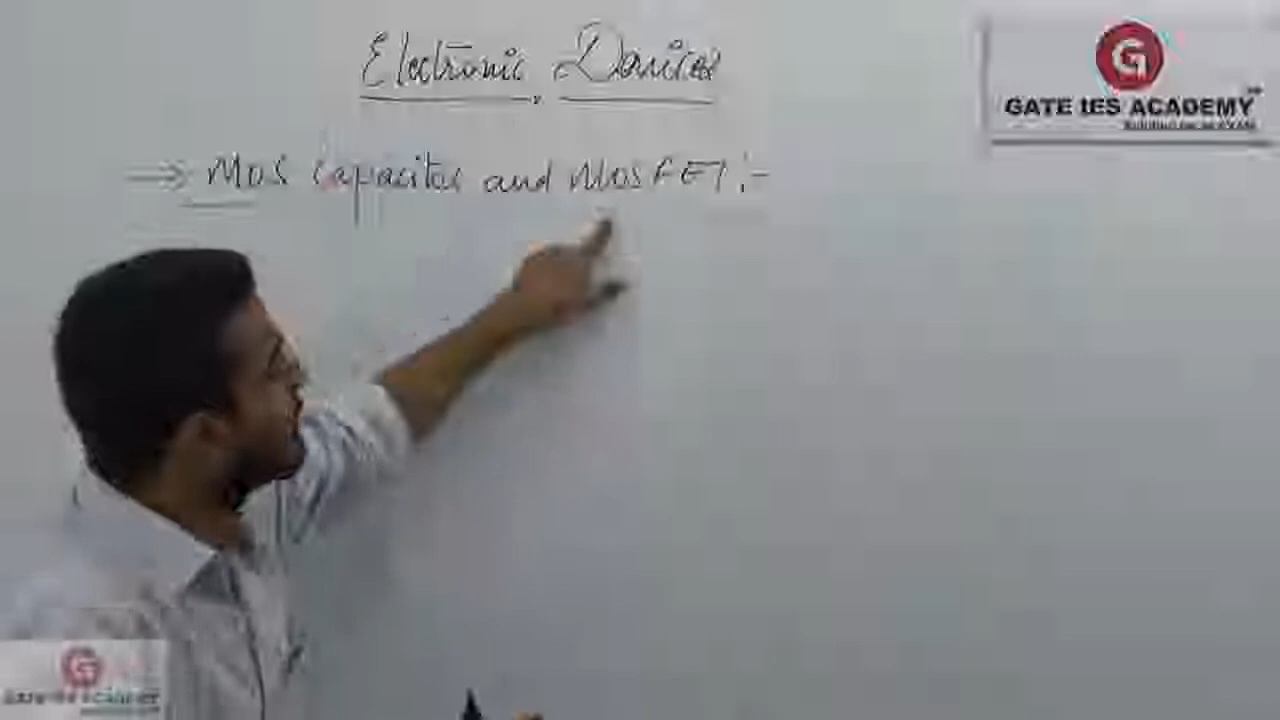 Electronic Devices
GATE IES ACADEMY
⇒ MOS Capacitor and MOSFET :-